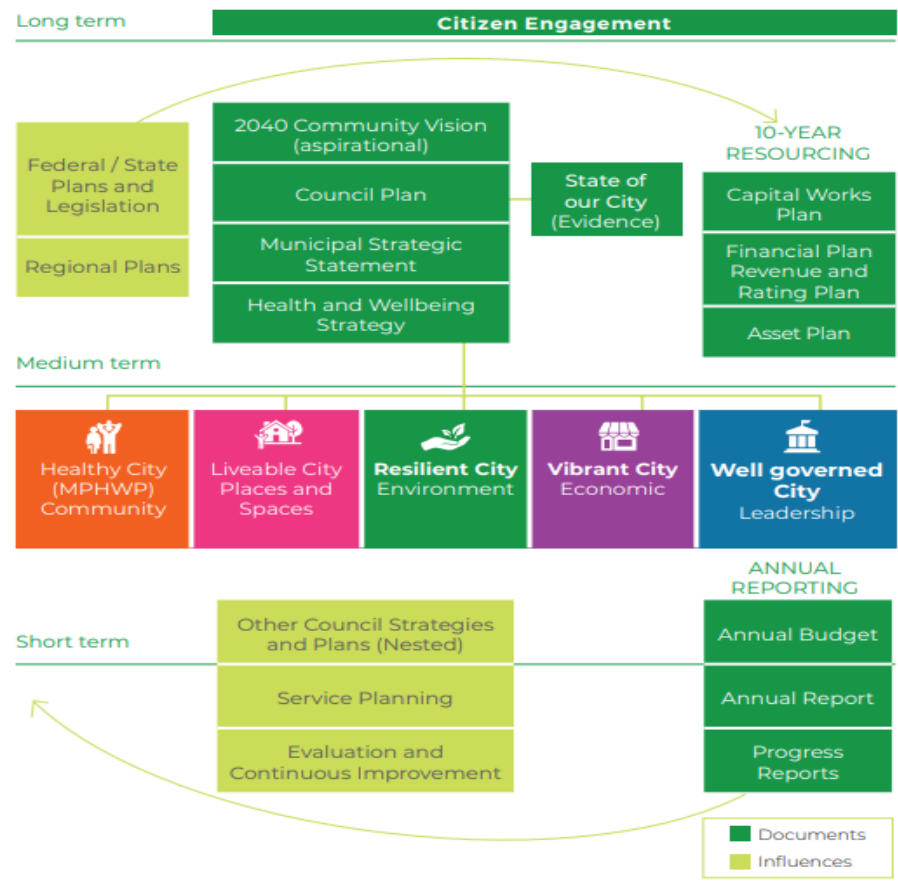 Long term
Citizen Engagement
Federal / State
Plans and
Legislation
Regional Plans
2040 Community Vision
(aspirational)
Council Plan
Municipal Strategic
Statement
Health and Wellbeing
Strategy
State of
our City
(Evidence)
10-YEAR
RESOURCING
Capital Works
Plan
Financial Plan
Revenue and
Rating Plan
Asset Plan
Medium term
Healthy City
(MPHWP)
Community
Liveable City
Places and
Spaces
Resilient City
Environment
Vibrant City
Economic
Well governed
City
Leadership
Short term
Other Council Strategies
and Plans (Nested)
Service Planning
Evaluation and
Continuous Improvement
ANNUAL
REPORTING
Annual Budget
Annual Report
Progress
Reports
Documents
Influences